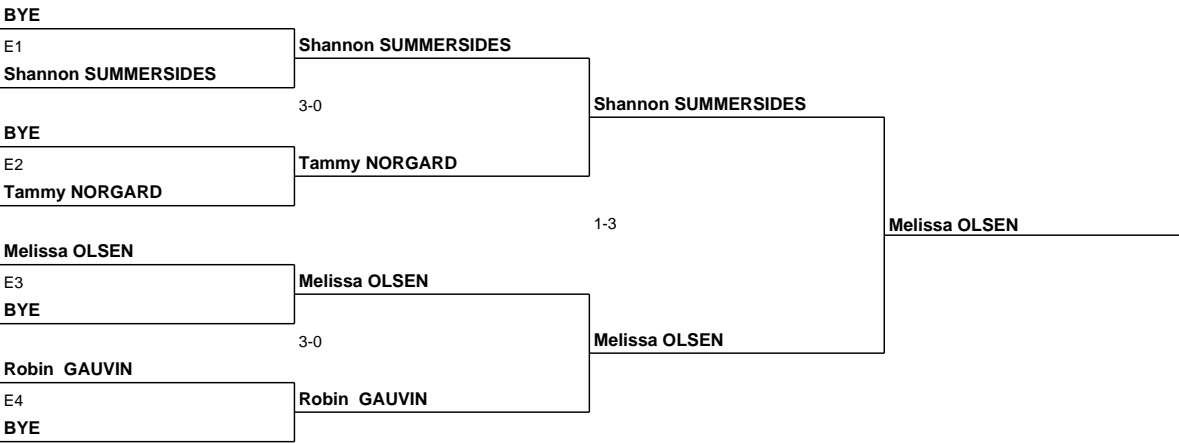 BYE
E1
Shannon SUMMERSIDES
Shannon SUMMERSIDES
3-0
Shannon SUMMERSIDES
BYE
E2
Tammy NORGARD
Tammy NORGARD
1-3
Melissa OLSEN
Melissa OLSEN
E3
Melissa OLSEN
BYE
3-0
Melissa OLSEN
Robin  GAUVIN
E4
Robin  GAUVIN
BYE